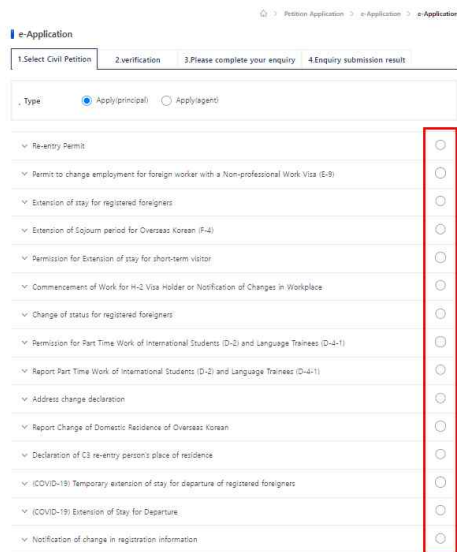 Petition Application > e-Application > e-Application
e-Application
1.Select Civil Petition 2.verification 3.Please complete your enquiry 4.Enquiry submission result
. Type Apply(principal) Apply(agent)
Re-entry Permit
Permit to change employment for foreign worker with a Non-professional Work Visa (E-9)
Extension of stay for registered foreigners
Extension of Sojourn period for Overseas Korean (F-4)
Permission for Extension of stay for short-term visitor
Commencement of Work for H-2 Visa Holder or Notification of Changes in Workplace
Change of status for registered foreigners
Permission for Part Time Work of International Students (D-2) and Language Trainees (D-4-1)
Report Part Time Work of International Students (D-2) and Language Trainees (D-4-1)
Address change declaration
Report Change of Domestic Residence of Overseas Korean
Declaration of C3 re-entry person's place of residence
(COVID-19) Temporary extension of stay for departure of registered foreigners
(COVID-19) Extension of Stay for Departure
Notification of change in registration information